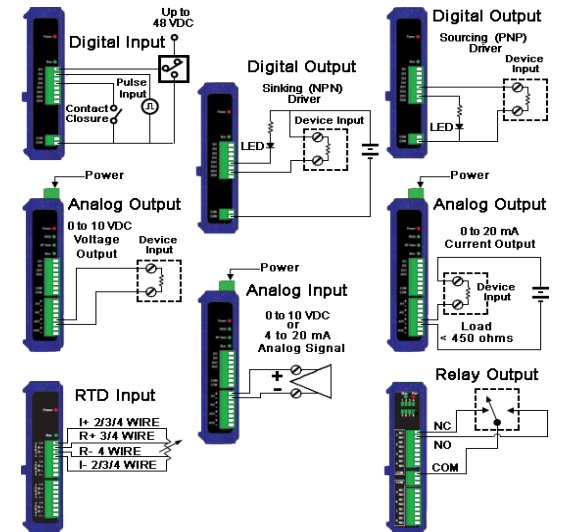 Up to
48 VDC
Digital Input
Pulse
Input
Contact
Closure
Digital Output
Sinking (NPN)
Driver
Device Input
LED
Digital Output
Sourcing (PNP)
Driver
Device
Input
LED
Power
Analog Output
0 to 10 VDC
Voltage
Output
Device
Input
Power
Analog Input
0 to 10 VDC
or
4 to 20 mA
Analog Signal
+
-
Power
Analog Output
0 to 20 mA
Current Output
Device
Input
Load
< 450 ohms
RTD Input
I+ 2/3/4 WIRE
R+ 3/4 WIRE
R- 4 WIRE
I- 2/3/4 WIRE
Relay Output
NC
NO
COM